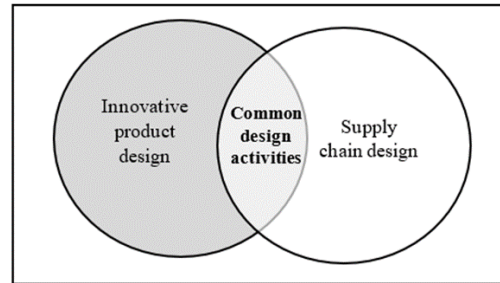 Innovative
product
design
Common
design
activities
Supply
chain design